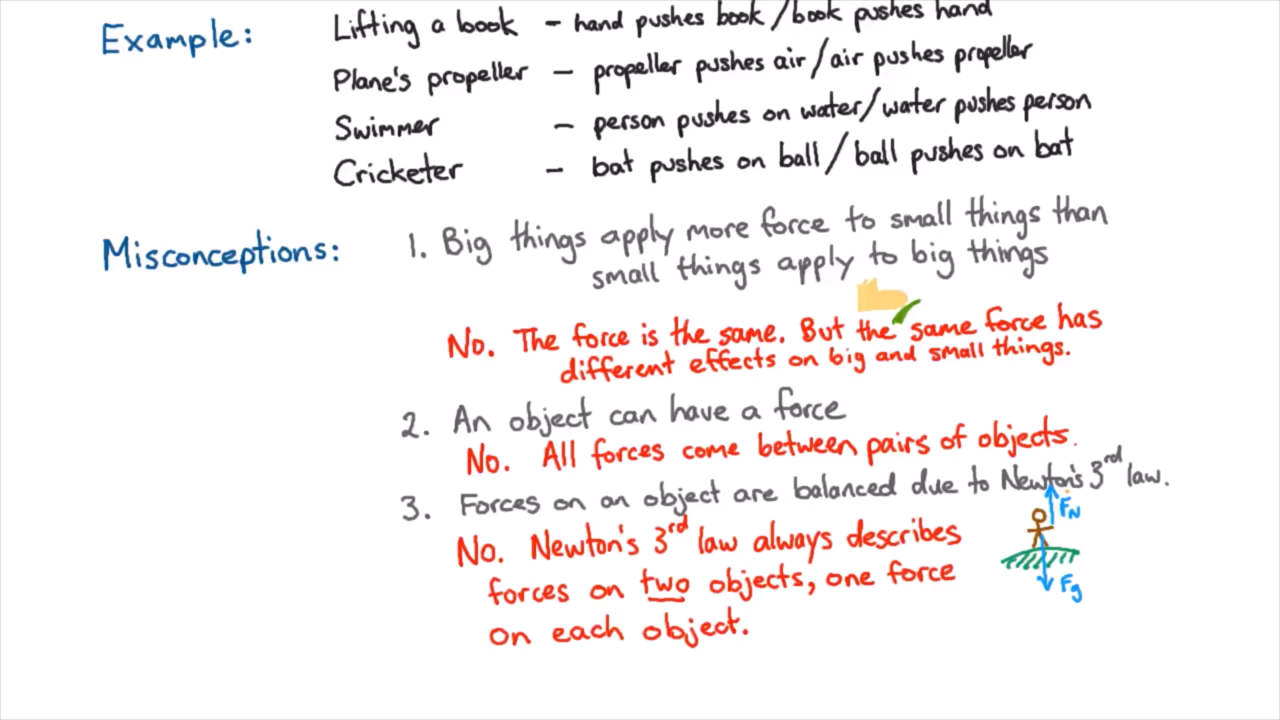 Example:
Lifting a book - hand pushes book / book pushes hand
Plane's propeller - propeller pushes air / air pushes propeller
Swimmer - person pushes on water / water pushes person
Cricketer - bat pushes on ball / ball pushes on bat
Misconceptions:
1. Big things apply more force to small things than
small things apply to big things
No. The force is the same. But the same force has
different effects on big and small things.
2. An object can have a force
No. All forces come between pairs of objects.
3. Forces on an object are balanced due to Newton's 3rd law.
No. Newton's 3rd law always describes
forces on two objects, one force
on each object.
FN
Fg